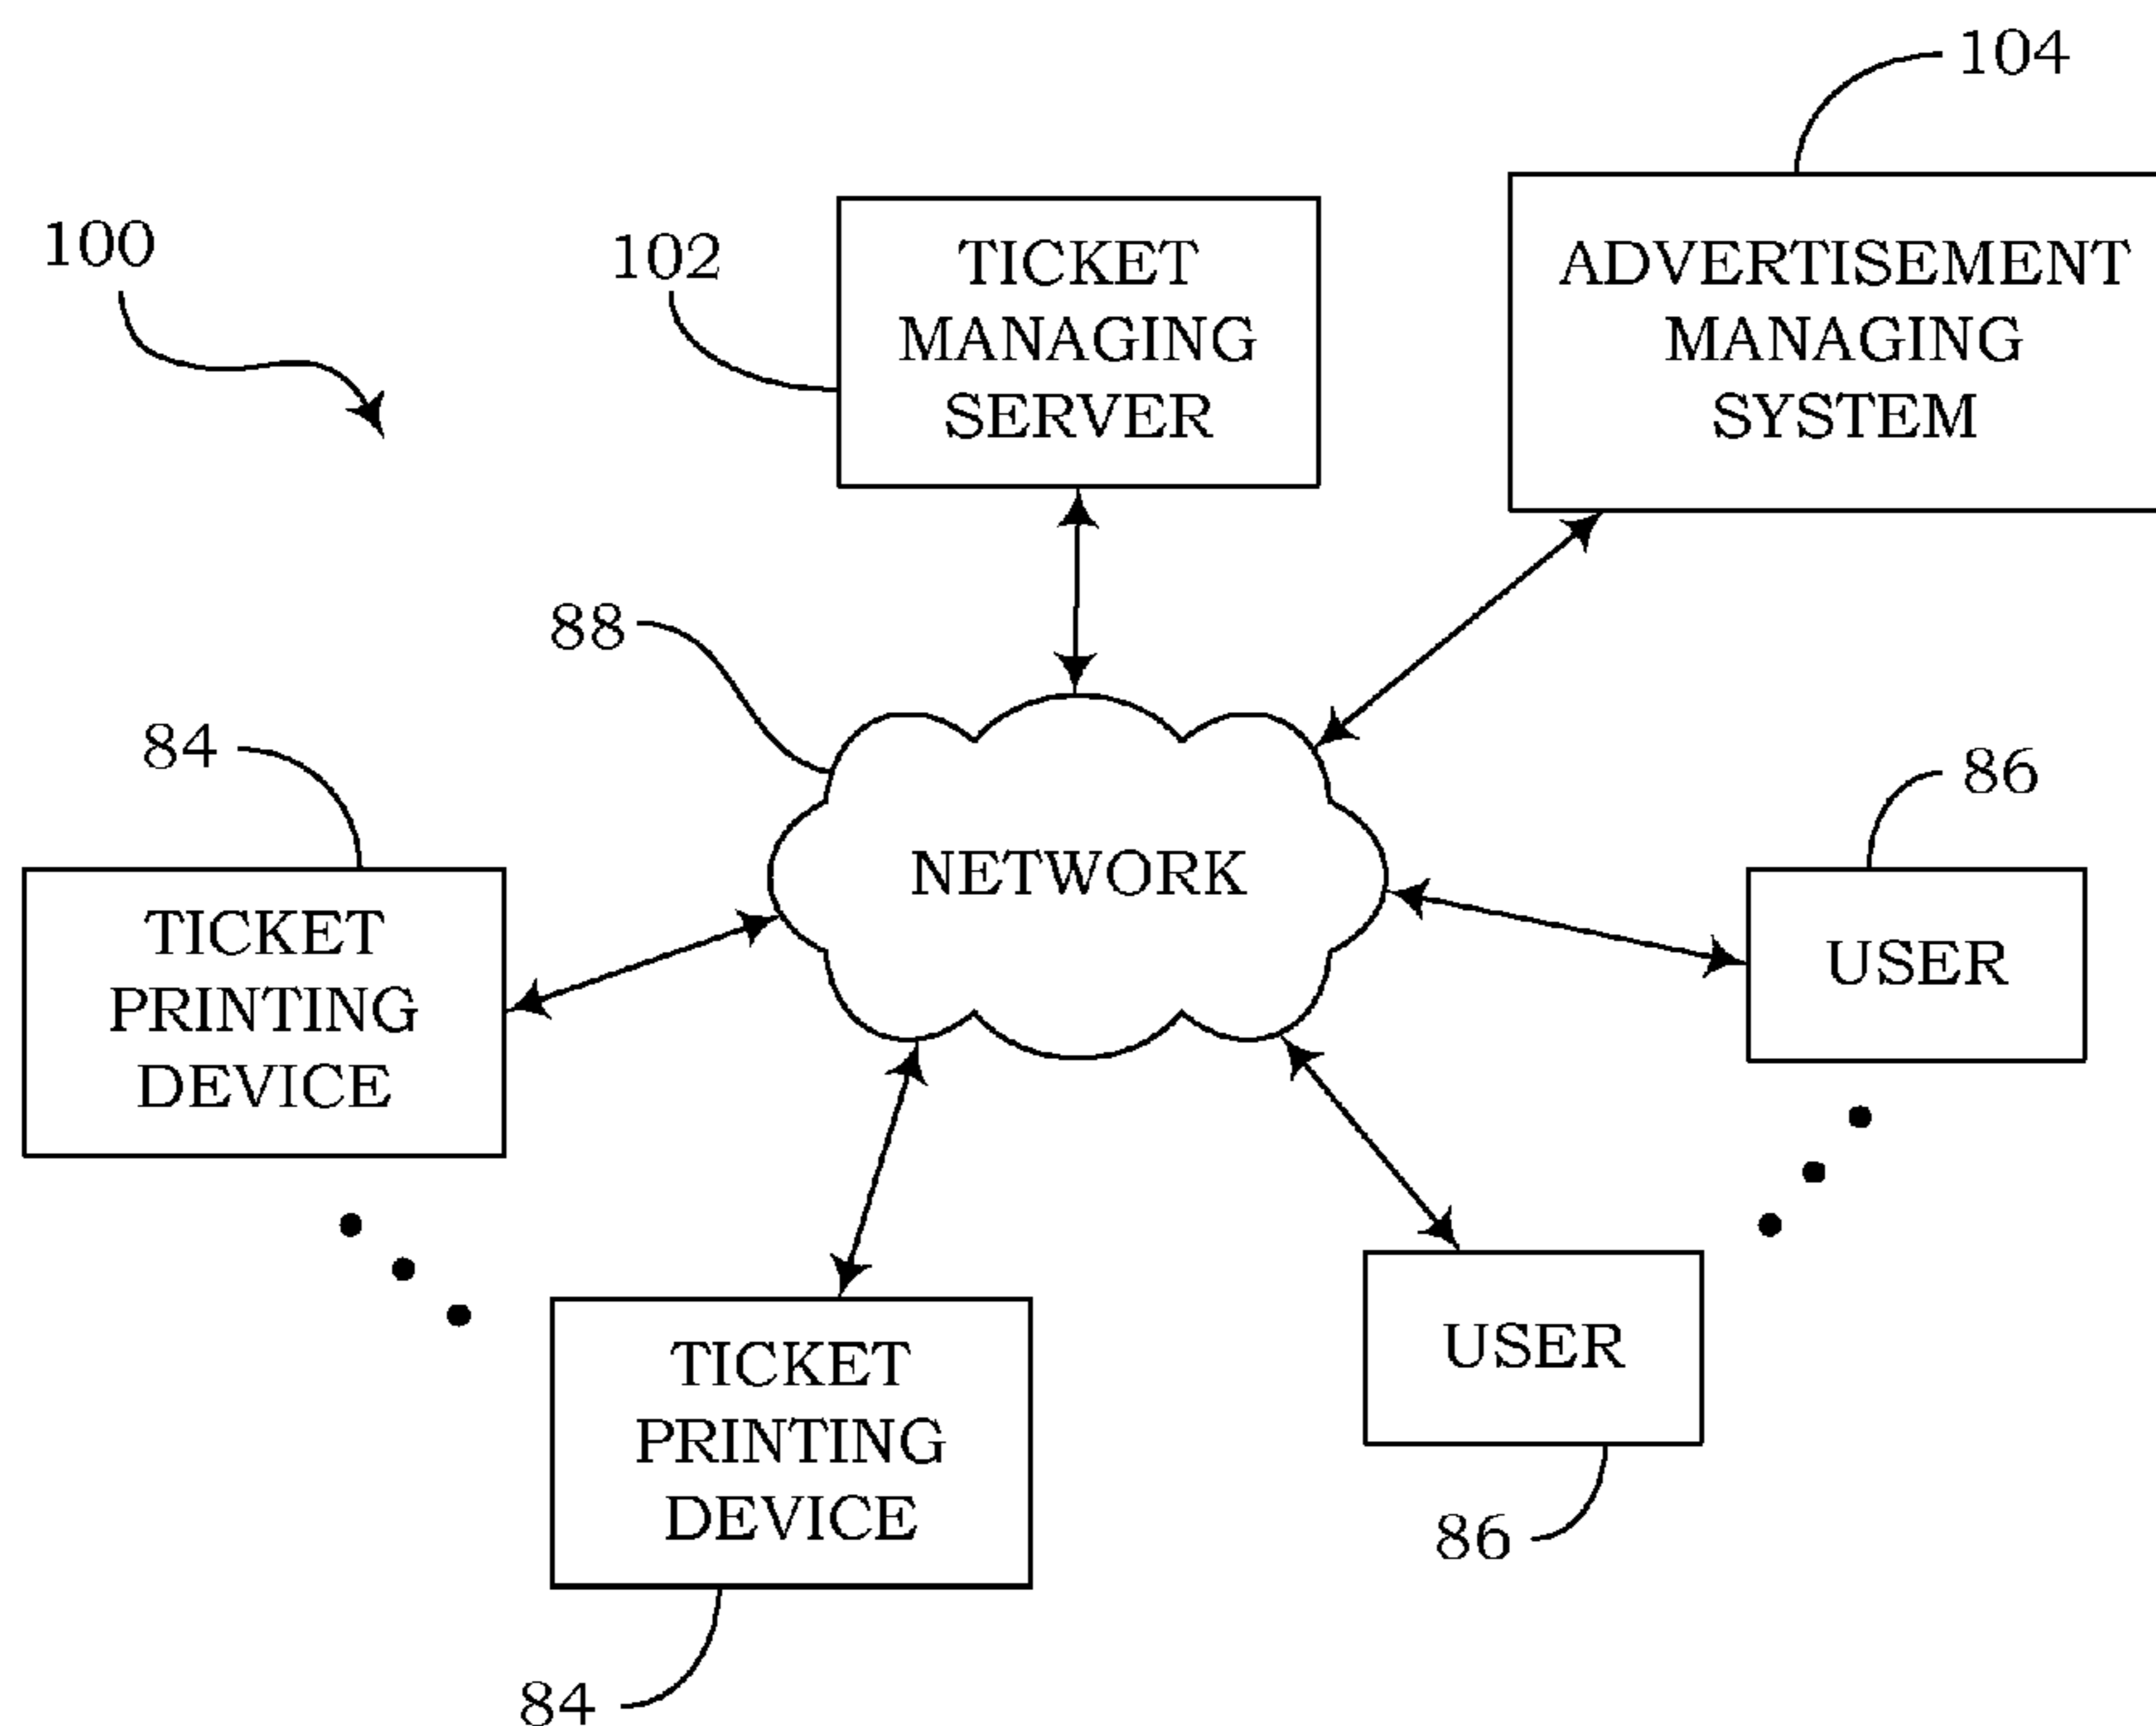 104
100
102
TICKET
MANAGING
SERVER
ADVERTISEMENT
MANAGING
SYSTEM
88
84
86
NETWORK
TICKET
PRINTING
DEVICE
USER
TICKET
PRINTING
DEVICE
USER
86
84